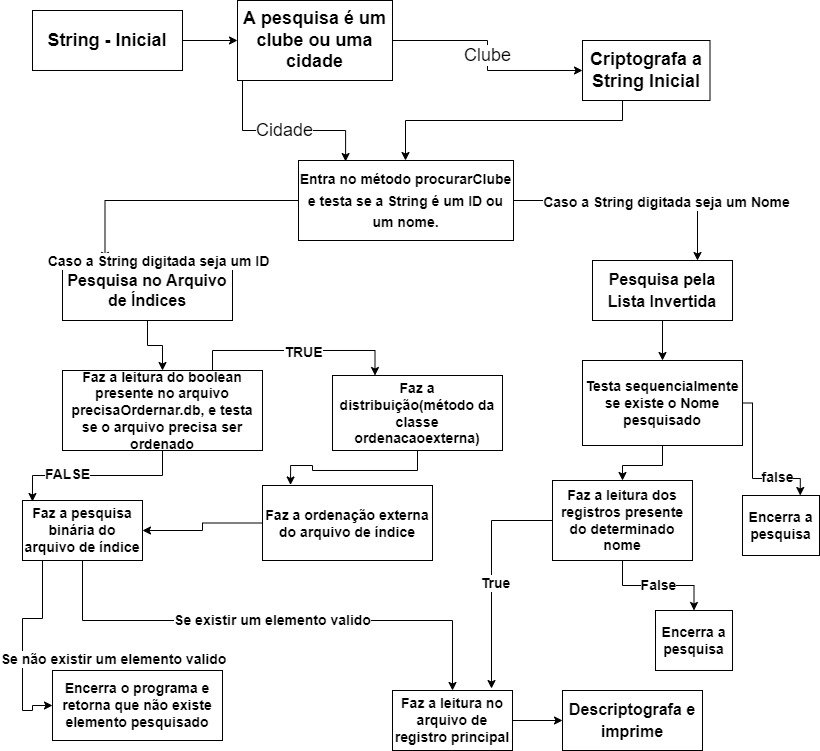 String - Inicial
A pesquisa é um
clube ou uma
cidade
Clube
Criptografa a
String Inicial
Cidade
Entra no método procurarClube
e testa se a String é um ID ou
um nome.
Caso a String digitada seja um Nome
Caso a String digitada seja um ID
Pesquisa no Arquivo
de Índices
Pesquisa pela
Lista Invertida
TRUE
Faz a leitura do boolean
presente no arquivo
precisaOrdernar.db, e testa
se o arquivo precisa ser
ordenado
Faz a
distribuição(método da
classe
ordenacaoexterna)
Testa sequencialmente
se existe o Nome
pesquisado
FALSE
false
Faz a pesquisa
binária do
arquivo de índice
Faz a ordenação externa
do arquivo de índice
Faz a leitura dos
registros presente
do determinado
nome
Encerra a
pesquisa
True
False
Se existir um elemento valido
Encerra a
pesquisa
Se não existir um elemento valido
Encerra o programa e
retorna que não existe
elemento pesquisado
Faz a leitura no
arquivo de
registro principal
Descriptografa e
imprime